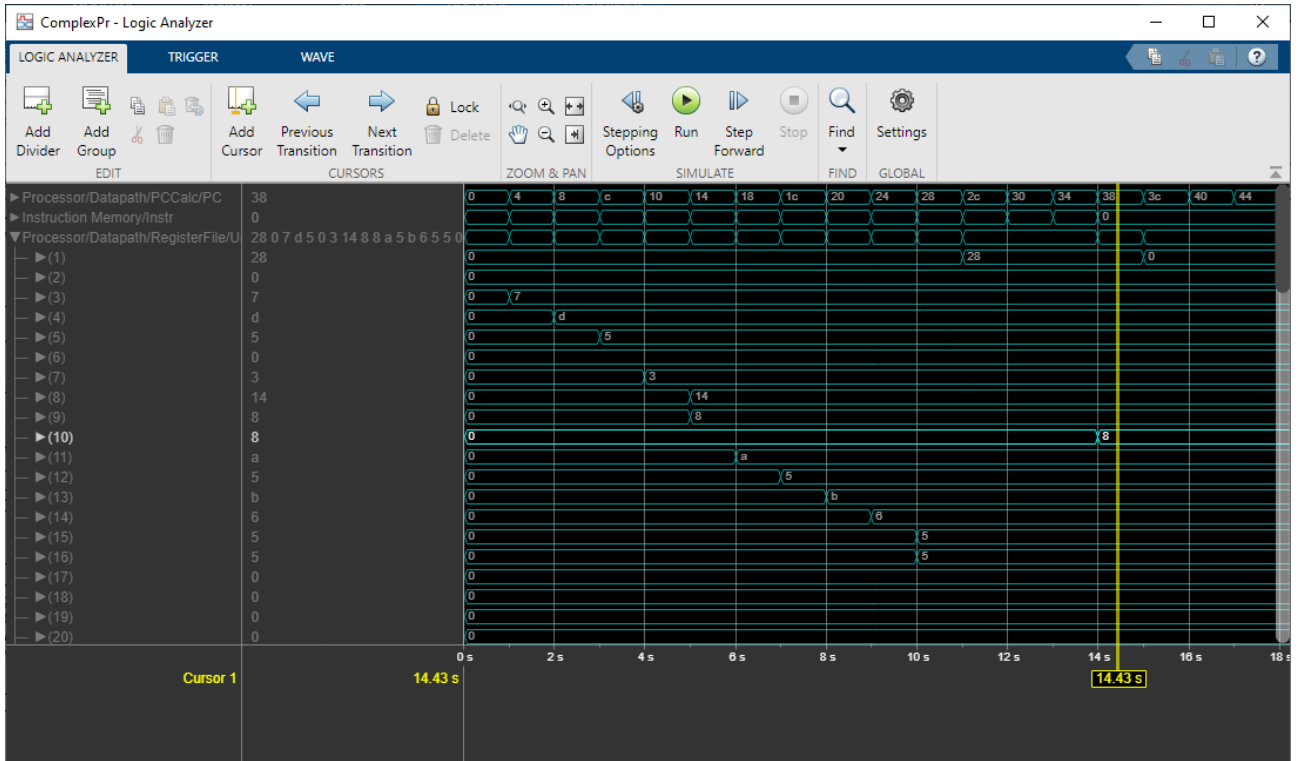 ComplexPr - Logic Analyzer
LOGIC ANALYZER TRIGGER WAVE
Add Divider
Add Group
Add Cursor
Previous Transition
Next Transition
Lock
Delete
Stepping Options
Run
Step Forward
Stop
Find
Settings
EDIT CURSORS ZOOM & PAN SIMULATE FIND GLOBAL
Processor/Datapath/PCCalc/PC 38 0 4 8 c 10 14 18 1c 20 24 28 2c 30 34 38 3c 40 44
Instruction Memory/Instr 0 0
Processor/Datapath/RegisterFile/U 28 0 7 d 5 0 3 14 8 8 a 5 b 6 5 5 0
(1) 28 0 28 0
(2) 0 0
(3) 7 0 7
(4) d 0 d
(5) 5 0 5
(6) 0 0
(7) 3 0 3
(8) 14 0 14
(9) 8 0 8
(10) 8 0 8
(11) a 0 a
(12) 5 0 5
(13) b 0 b
(14) 6 0 6
(15) 5 0 5
(16) 5 0 5
(17) 0 0
(18) 0 0
(19) 0 0
(20) 0 0
0 s 2 s 4 s 6 s 8 s 10 s 12 s 14 s 16 s 18 s
Cursor 1 14.43 s 14.43 s